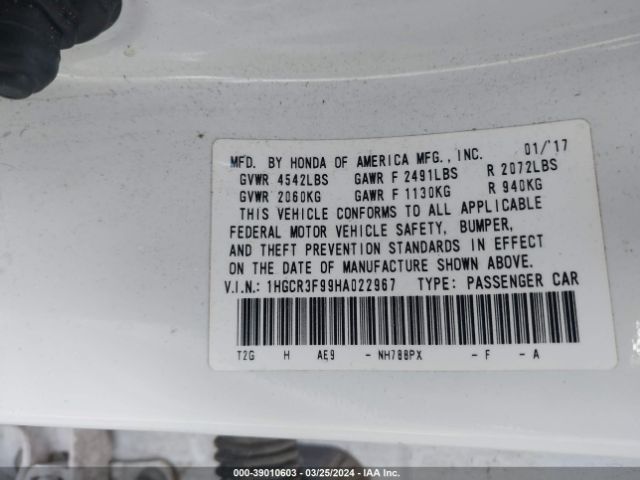 MFD. BY HONDA OF AMERICA MFG., INC. 01/'17
GVWR 4542LBS GAWR F 2491LBS R 2072LBS
GVWR 2060KG GAWR F 1130KG R 940KG
THIS VEHICLE CONFORMS TO ALL APPLICABLE
FEDERAL MOTOR VEHICLE SAFETY, BUMPER,
AND THEFT PREVENTION STANDARDS IN EFFECT
ON THE DATE OF MANUFACTURE SHOWN ABOVE.
V.I.N.: 1HGCR3F99HA022967 TYPE: PASSENGER CAR
T2G H AE9 - NH788PX - F - A
000-39010603 - 03/25/2024 - IAA Inc.